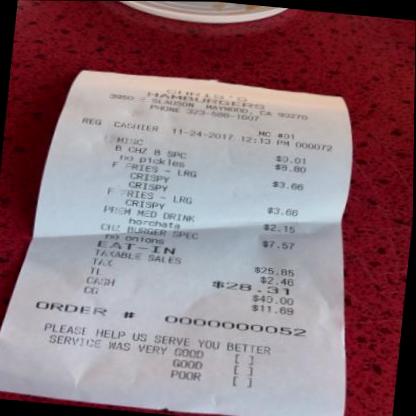 CHRIS'S
HAMBURGERS
3950 E SLAUSON MAYWOOD, CA 90270
PHONE 323-588-1607
REG CASHIER 11-24-2017 12:13 PM 000072
MC #01
MISC $0.01
B CHZ B SPC $8.80
no pickles
F FRIES - LRG $3.66
CRISPY
CRISPY
F FRIES - LRG $3.66
CRISPY
PREM MED DRINK $2.15
horchata
CHZ BURGER SPEC $7.57
no onions
EAT-IN
TAXABLE SALES $25.85
TAX $2.46
TL $28.31
CASH $40.00
CG $11.69
ORDER # 0000000052
PLEASE HELP US SERVE YOU BETTER
SERVICE WAS VERY GOOD [ ]
GOOD [ ]
POOR [ ]